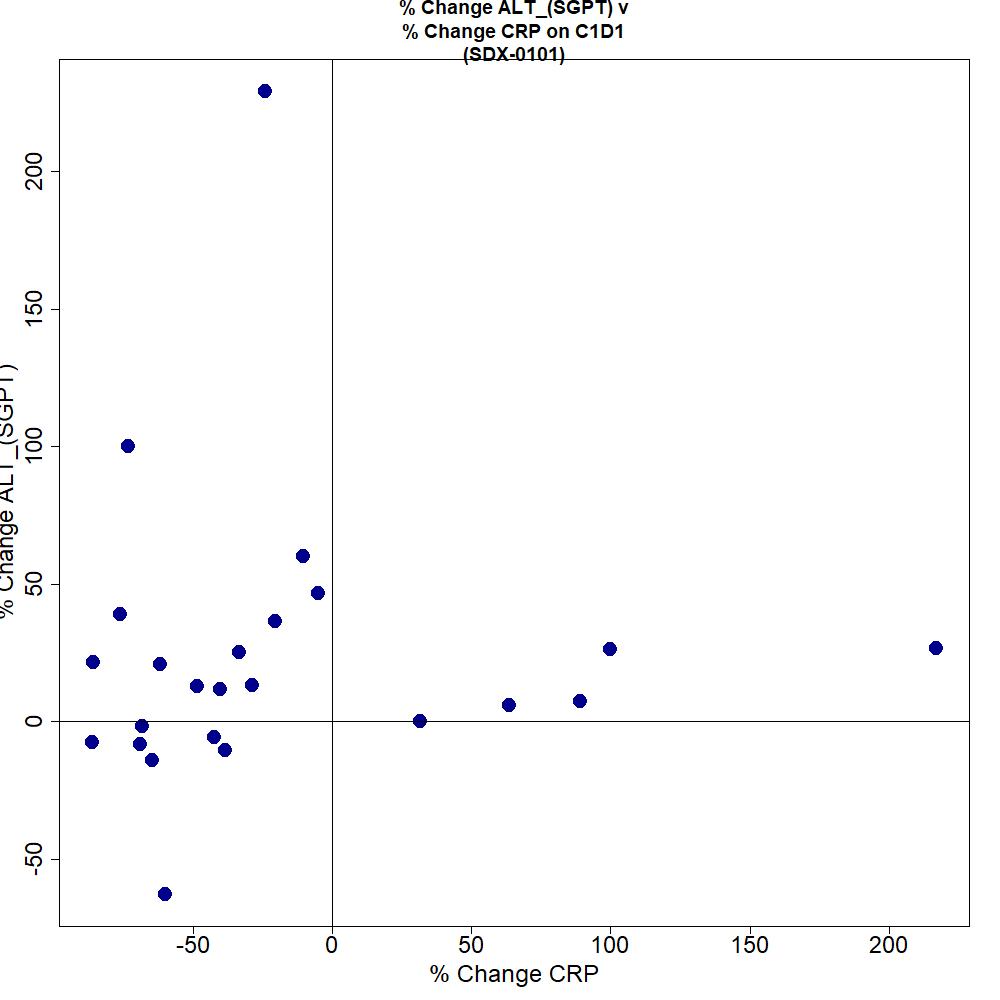 % Change ALT_(SGPT) v
% Change CRP on C1D1
(SDX-0101)
% Change ALT_(SGPT)
200
150
100
50
0
-50
-50 0 50 100 150 200
% Change CRP